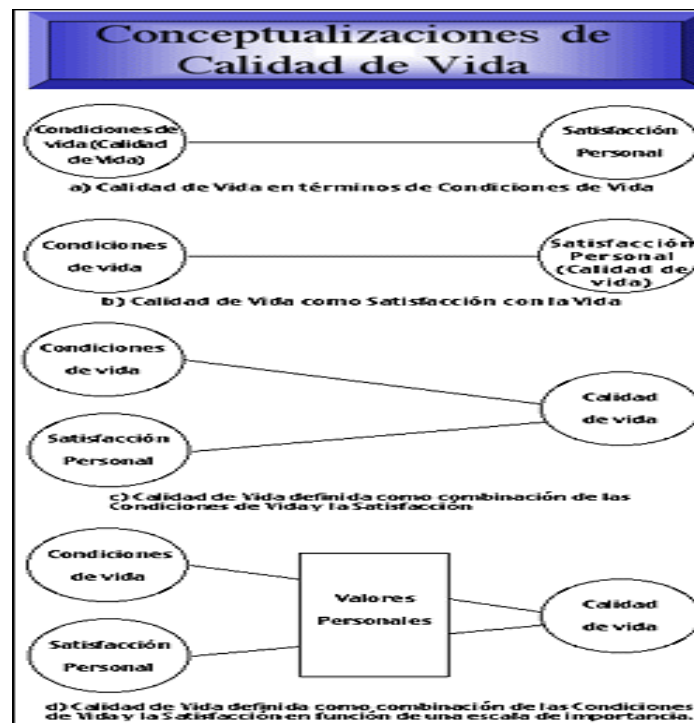 Conceptualizaciones de
Calidad de Vida
Condiciones de
vida (Calidad
de Vida)
Satisfacción
Personal
a) Calidad de Vida en términos de Condiciones de Vida
Condiciones
de vida
Satisfacción
Personal
(Calidad de
vida)
b) Calidad de Vida como Satisfacción con la Vida
Condiciones
de vida
Satisfacción
Personal
Calidad
de vida
c) Calidad de Vida definida como combinación de las
Condiciones de Vida y la Satisfacción
Condiciones
de vida
Satisfacción
Personal
Valores
Personales
Calidad
de vida
d) Calidad de Vida definida como combinación de las Condiciones
de Vida y la Satisfacción en función de una escala de importancia.